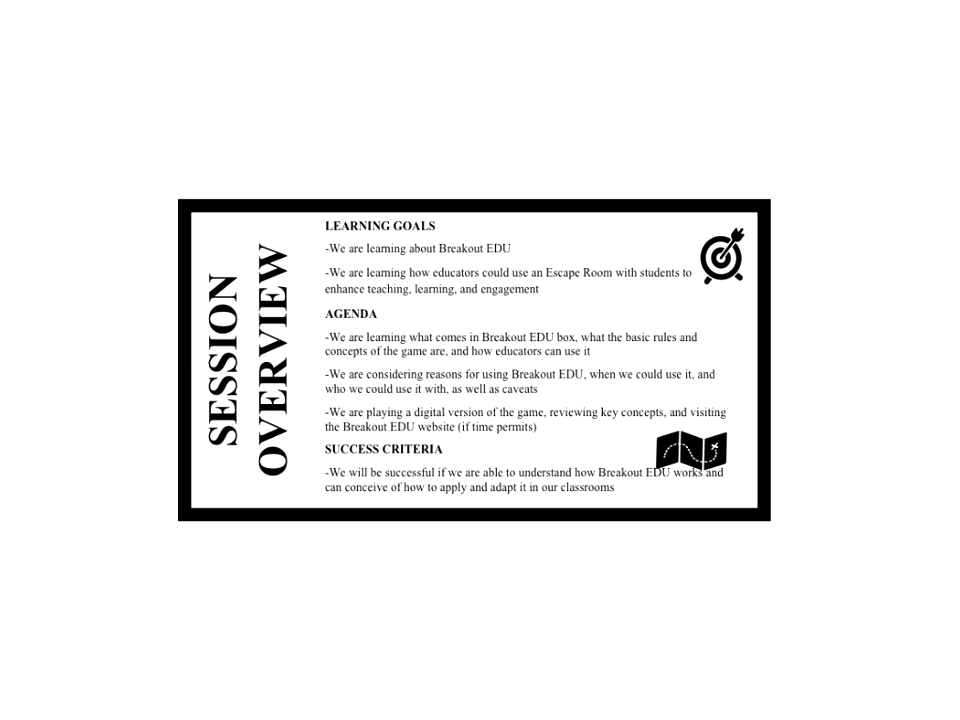 SESSION
OVERVIEW
LEARNING GOALS
-We are learning about Breakout EDU
-We are learning how educators could use an Escape Room with students to
enhance teaching, learning, and engagement
AGENDA
-We are learning what comes in Breakout EDU box, what the basic rules and
concepts of the game are, and how educators can use it
-We are considering reasons for using Breakout EDU, when we could use it, and
who we could use it with, as well as caveats
-We are playing a digital version of the game, reviewing key concepts, and visiting
the Breakout EDU website (if time permits)
SUCCESS CRITERIA
-We will be successful if we are able to understand how Breakout EDU works and
can conceive of how to apply and adapt it in our classrooms